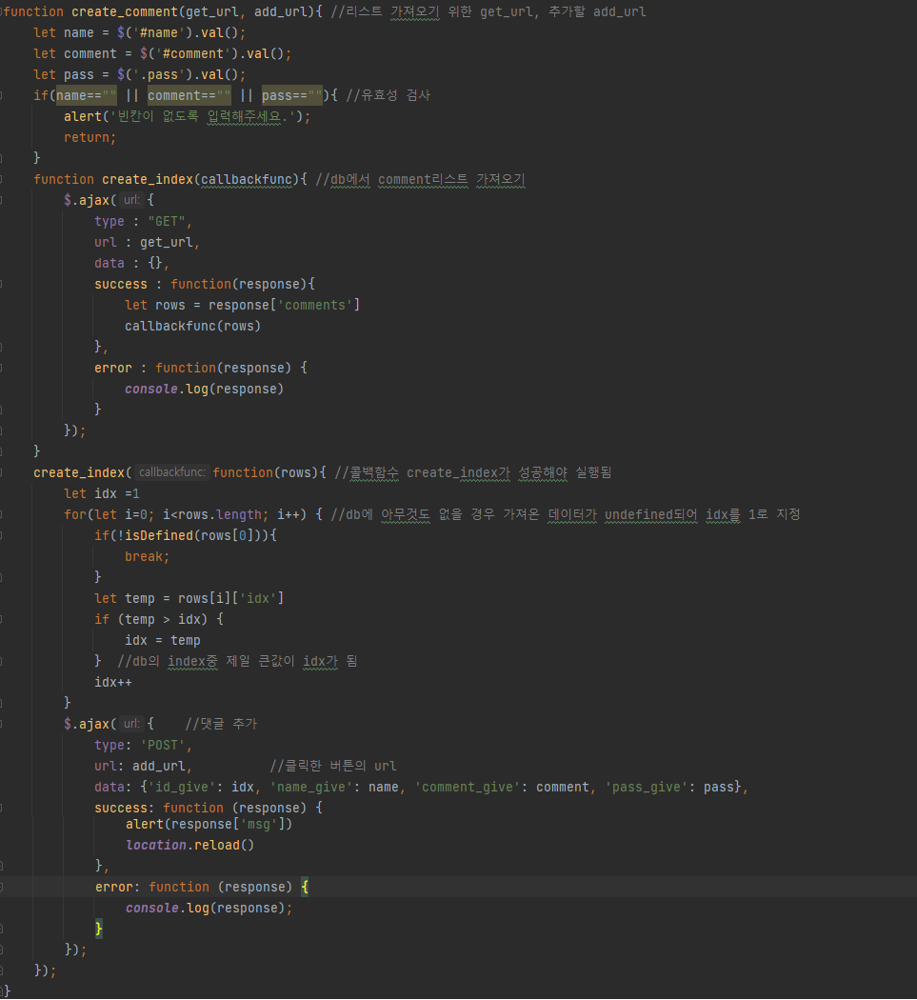 function create_comment(get_url, add_url){ //리스트 가져오기 위한 get_url, 추가할 add_url
    let name = $('#name').val();
    let comment = $('#comment').val();
    let pass = $('.pass').val();
    if(name=="" || comment=="" || pass==""){ //유효성 검사
        alert('빈칸이 없도록 입력해주세요.');
        return;
    }
    function create_index(callbackfunc){ //db에서 comment리스트 가져오기
        $.ajax( url: {
            type : "GET",
            url : get_url,
            data : {},
            success : function(response){
                let rows = response['comments']
                callbackfunc(rows)
            },
            error : function(response) {
                console.log(response)
            }
        });
    }
    create_index( callbackfunc: function(rows){ //콜백함수 create_index가 성공해야 실행됨
        let idx =1
        for(let i=0; i<rows.length; i++) { //db에 아무것도 없을 경우 가져온 데이터가 undefined되어 idx를 1로 지정
            if(!isDefined(rows[0])){
                break;
            }
            let temp = rows[i]['idx']
            if (temp > idx) {
                idx = temp
            }  //db의 index중 제일 큰값이 idx가 됨
            idx++
        }
        $.ajax( url: {    //댓글 추가
            type: 'POST',
            url: add_url,          //클릭한 버튼의 url
            data: {'id_give': idx, 'name_give': name, 'comment_give': comment, 'pass_give': pass},
            success: function (response) {
                alert(response['msg'])
                location.reload()
            },
            error: function (response) {
                console.log(response);
            }
        });
    });
}